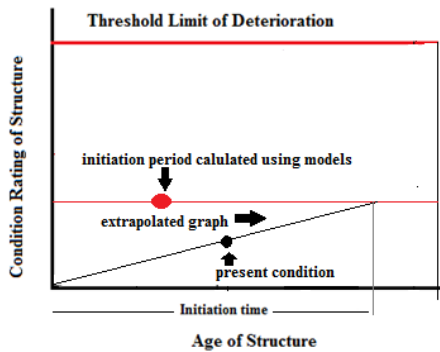 Threshold Limit of Deterioration
Condition Rating of Structure
initiation period calulated using models
extrapolated graph
present condition
Initiation time
Age of Structure